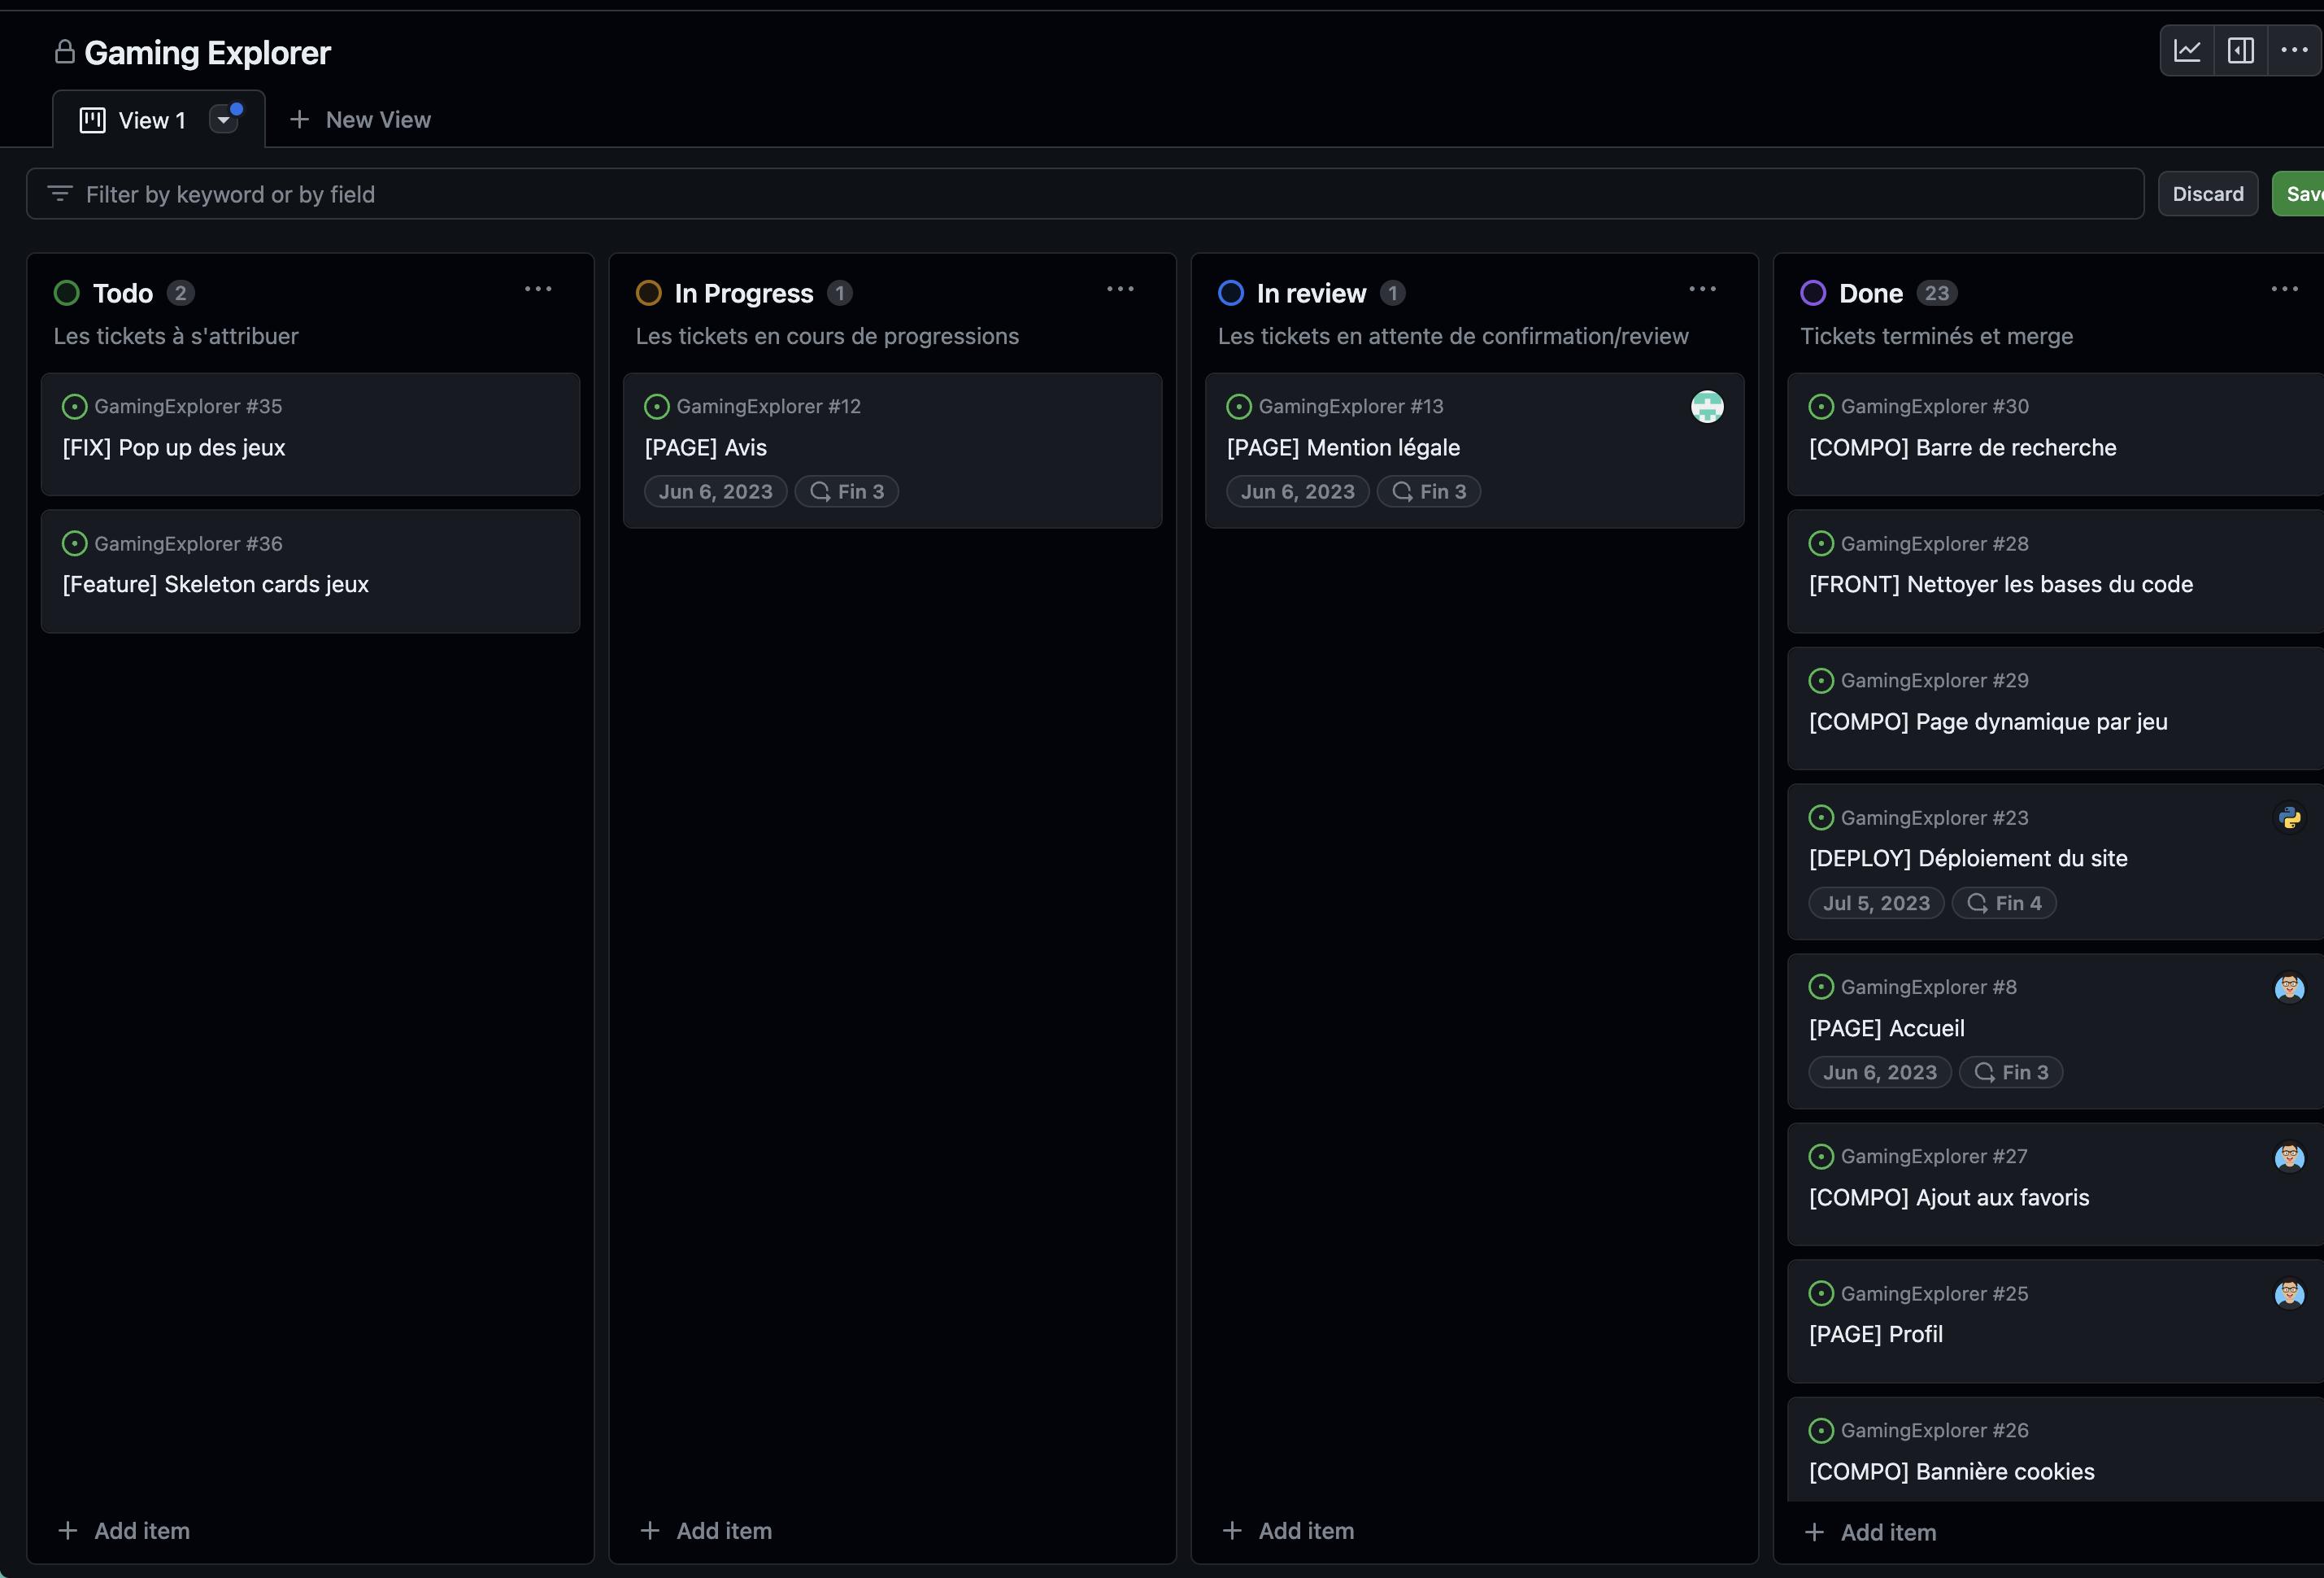 Gaming Explorer
View 1
New View
Filter by keyword or by field
Discard
Save
Todo 2
Les tickets à s'attribuer
GamingExplorer #35
[FIX] Pop up des jeux
GamingExplorer #36
[Feature] Skeleton cards jeux
Add item
In Progress 1
Les tickets en cours de progressions
GamingExplorer #12
[PAGE] Avis
Jun 6, 2023 Fin 3
Add item
In review 1
Les tickets en attente de confirmation/review
GamingExplorer #13
[PAGE] Mention légale
Jun 6, 2023 Fin 3
Add item
Done 23
Tickets terminés et merge
GamingExplorer #30
[COMPO] Barre de recherche
GamingExplorer #28
[FRONT] Nettoyer les bases du code
GamingExplorer #29
[COMPO] Page dynamique par jeu
GamingExplorer #23
[DEPLOY] Déploiement du site
Jul 5, 2023 Fin 4
GamingExplorer #8
[PAGE] Accueil
Jun 6, 2023 Fin 3
GamingExplorer #27
[COMPO] Ajout aux favoris
GamingExplorer #25
[PAGE] Profil
GamingExplorer #26
[COMPO] Bannière cookies
Add item